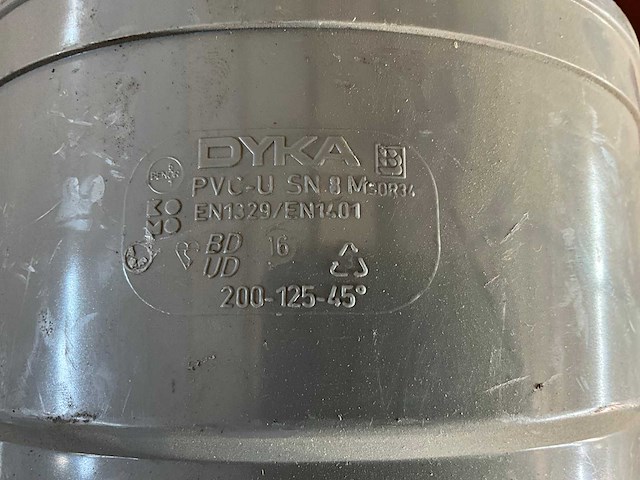 DYKA
PVC-U SN.8 M SDR34
EN1329/EN1401
BD 16
UD
200-125-45°